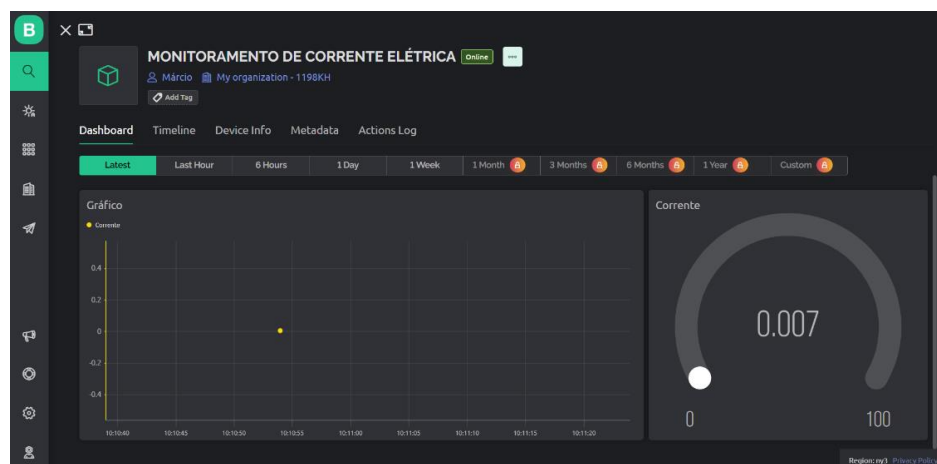 B
MONITORAMENTO DE CORRENTE ELÉTRICA Online
Márcio My organization - 1198KH
Add Tag
Dashboard Timeline Device Info Metadata Actions Log
Latest Last Hour 6 Hours 1 Day 1 Week 1 Month 3 Months 6 Months 1 Year Custom
Gráfico
Corrente
0.4
0.2
0
-0.2
-0.4
10:10:40 10:10:45 10:10:50 10:10:55 10:11:00 10:11:05 10:11:10 10:11:15 10:11:20
Corrente
0.007
0 100
Region: ny3 Privacy Policy